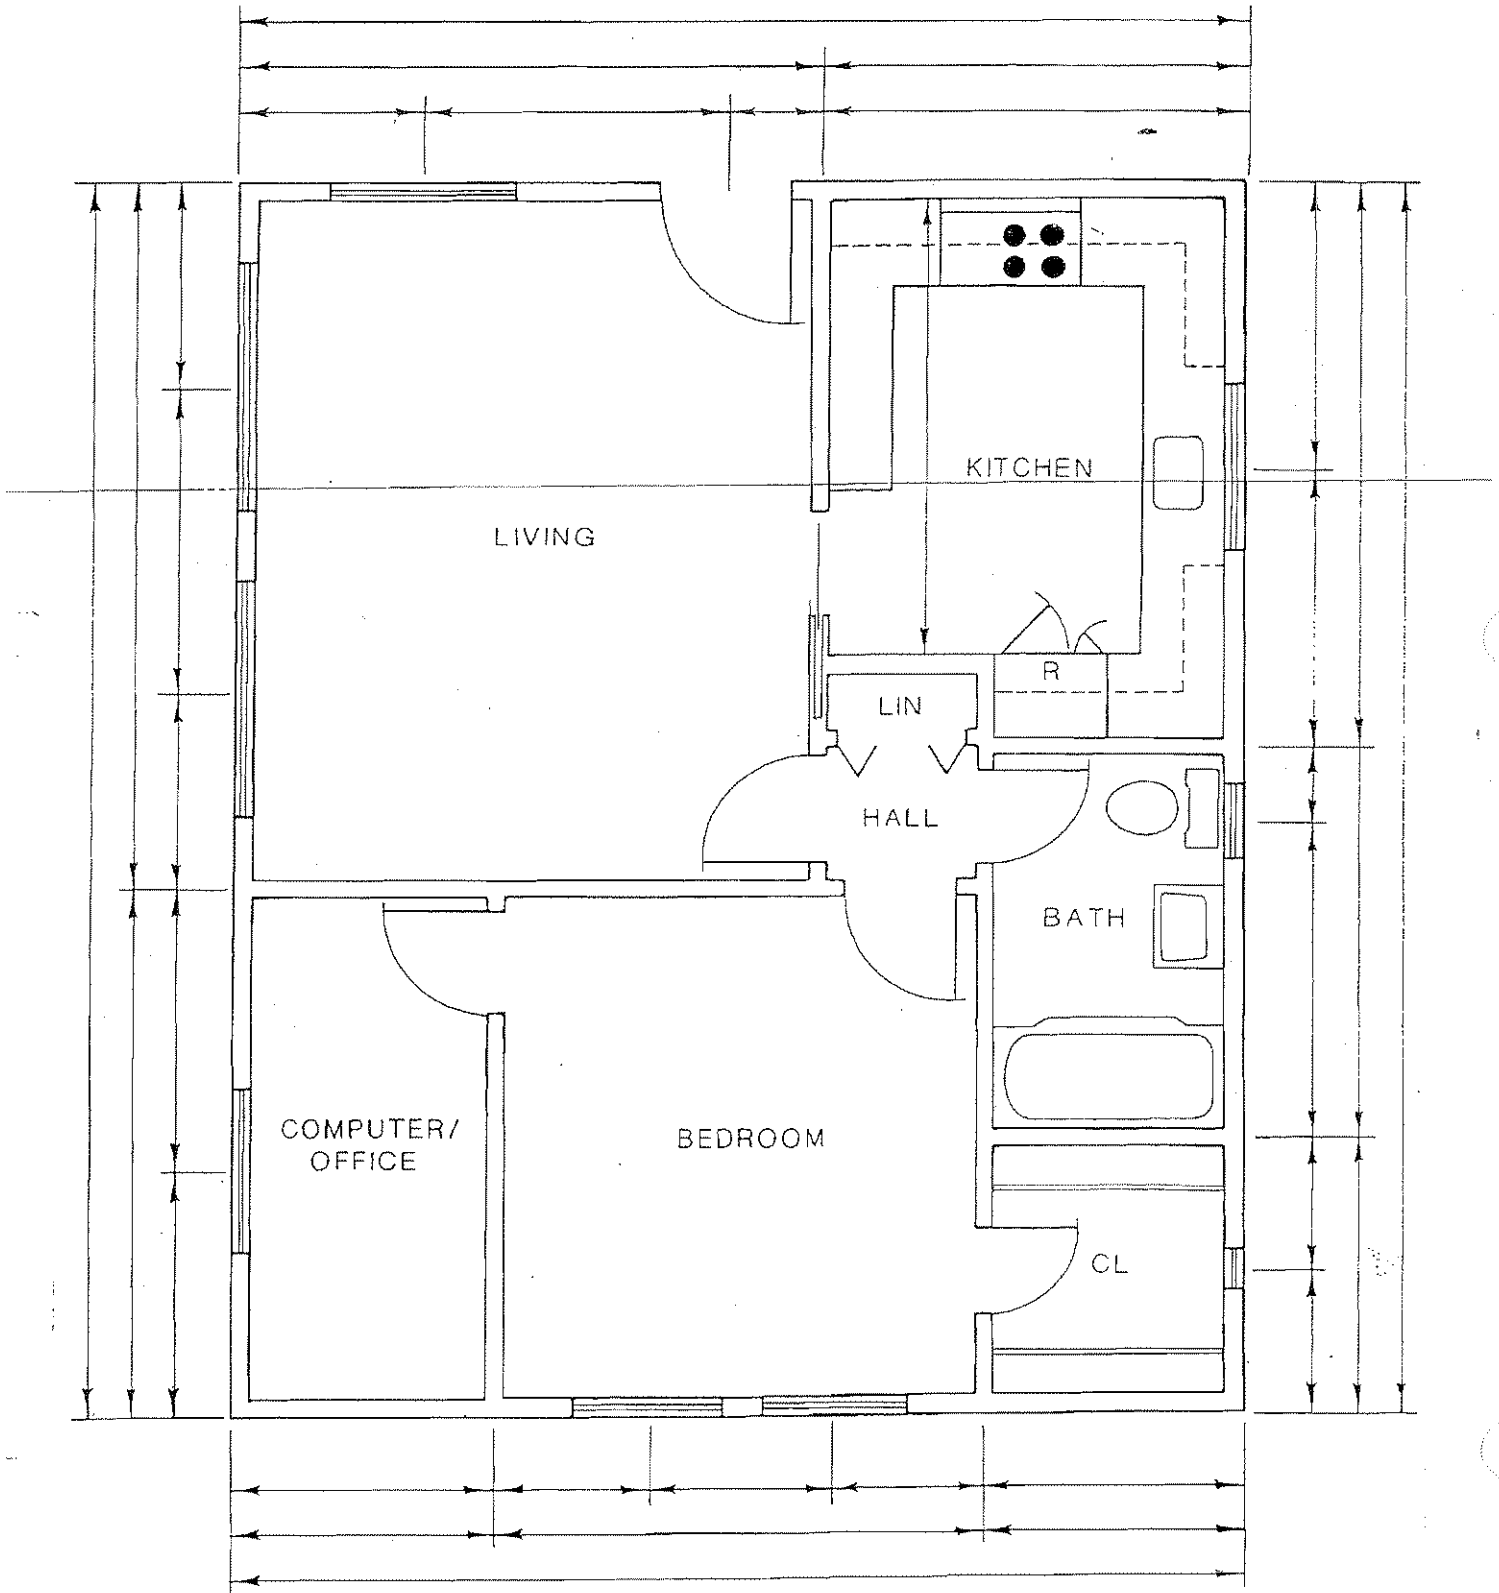 KITCHEN
LIVING
R
LIN
HALL
BATH
COMPUTER/
OFFICE
BEDROOM
CL